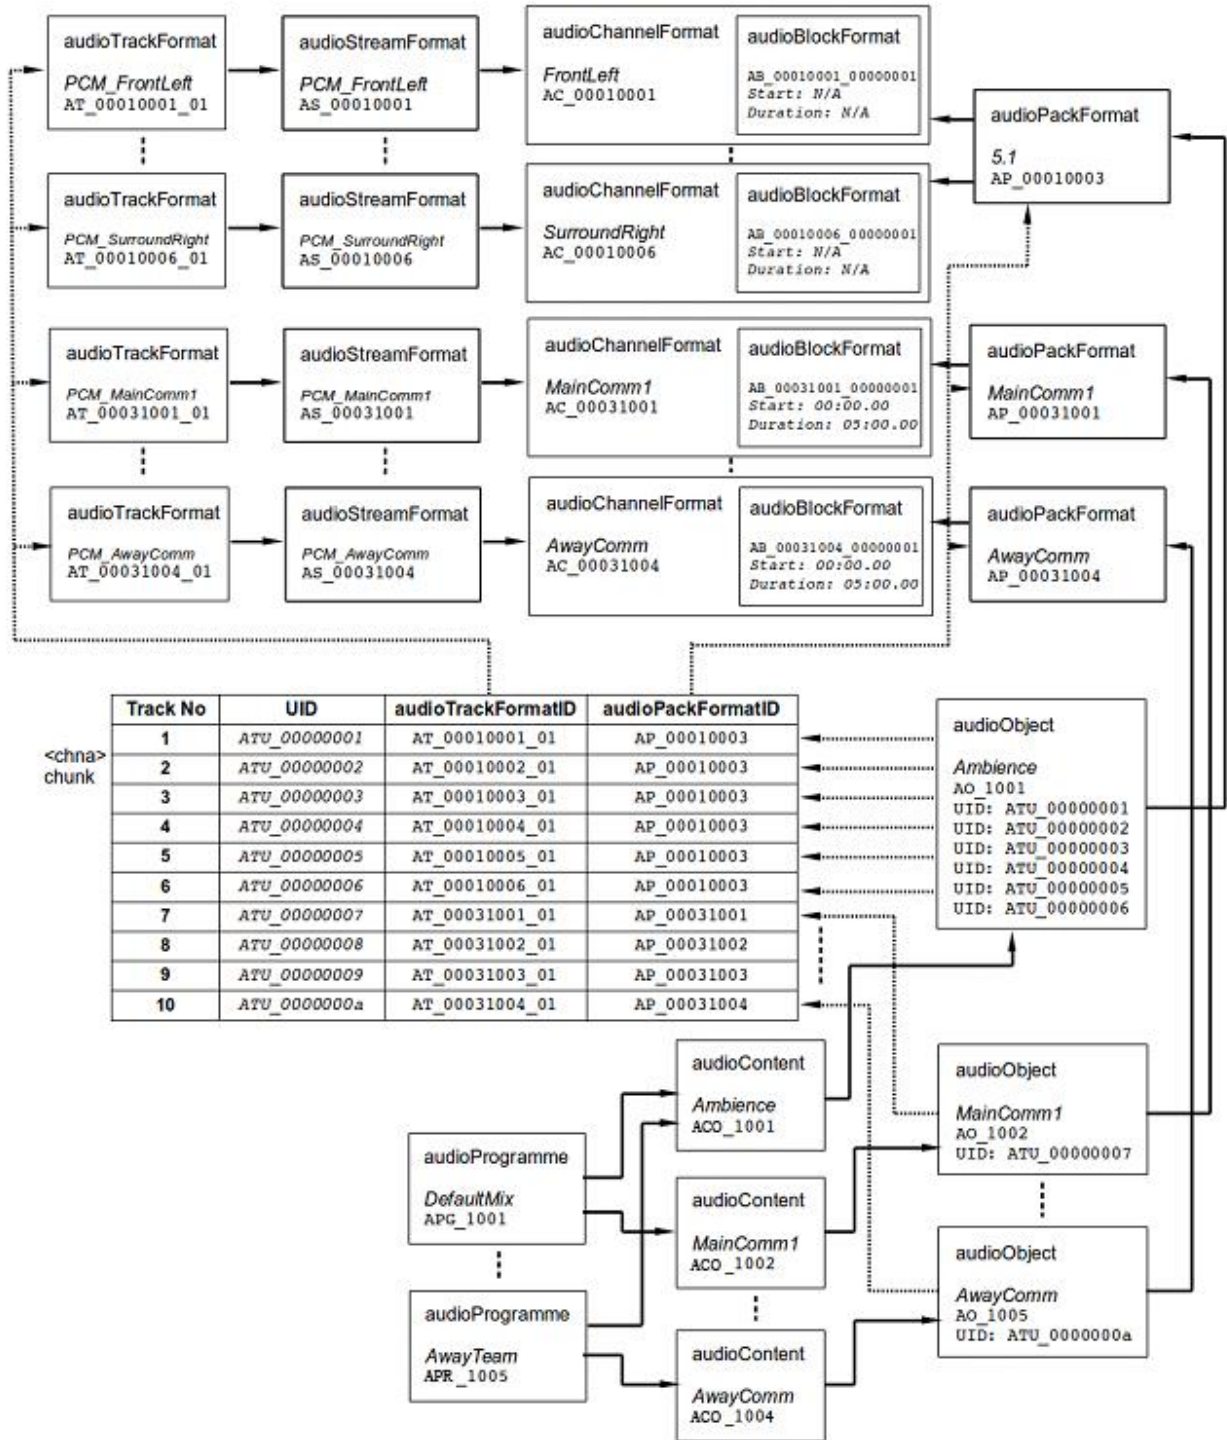 audioTrackFormat
PCM_FrontLeft
AT_00010001_01
audioStreamFormat
PCM_FrontLeft
AS_00010001
audioChannelFormat
FrontLeft
AC_00010001
audioBlockFormat
AB_00010001_00000001
Start: N/A
Duration: N/A
audioPackFormat
5.1
AP_00010003
audioTrackFormat
PCM_SurroundRight
AT_00010006_01
audioStreamFormat
PCM_SurroundRight
AS_00010006
audioChannelFormat
SurroundRight
AC_00010006
audioBlockFormat
AB_00010006_00000001
Start: N/A
Duration: N/A
audioTrackFormat
PCM_MainComm1
AT_00031001_01
audioStreamFormat
PCM_MainComm1
AS_00031001
audioChannelFormat
MainComm1
AC_00031001
audioBlockFormat
AB_00031001_00000001
Start: 00:00.00
Duration: 05:00.00
audioPackFormat
MainComm1
AP_00031001
audioTrackFormat
PCM_AwayComm
AT_00031004_01
audioStreamFormat
PCM_AwayComm
AS_00031004
audioChannelFormat
AwayComm
AC_00031004
audioBlockFormat
AB_00031004_00000001
Start: 00:00.00
Duration: 05:00.00
audioPackFormat
AwayComm
AP_00031004
<chna>
chunk
Track No UID audioTrackFormatID audioPackFormatID
1 ATU_00000001 AT_00010001_01 AP_00010003
2 ATU_00000002 AT_00010002_01 AP_00010003
3 ATU_00000003 AT_00010003_01 AP_00010003
4 ATU_00000004 AT_00010004_01 AP_00010003
5 ATU_00000005 AT_00010005_01 AP_00010003
6 ATU_00000006 AT_00010006_01 AP_00010003
7 ATU_00000007 AT_00031001_01 AP_00031001
8 ATU_00000008 AT_00031002_01 AP_00031002
9 ATU_00000009 AT_00031003_01 AP_00031003
10 ATU_0000000a AT_00031004_01 AP_00031004
audioObject
Ambience
AO_1001
UID: ATU_00000001
UID: ATU_00000002
UID: ATU_00000003
UID: ATU_00000004
UID: ATU_00000005
UID: ATU_00000006
audioProgramme
DefaultMix
APG_1001
audioContent
Ambience
ACO_1001
audioObject
MainComm1
AO_1002
UID: ATU_00000007
audioContent
MainComm1
ACO_1002
audioProgramme
AwayTeam
APR_1005
audioContent
AwayComm
ACO_1004
audioObject
AwayComm
AO_1005
UID: ATU_0000000a